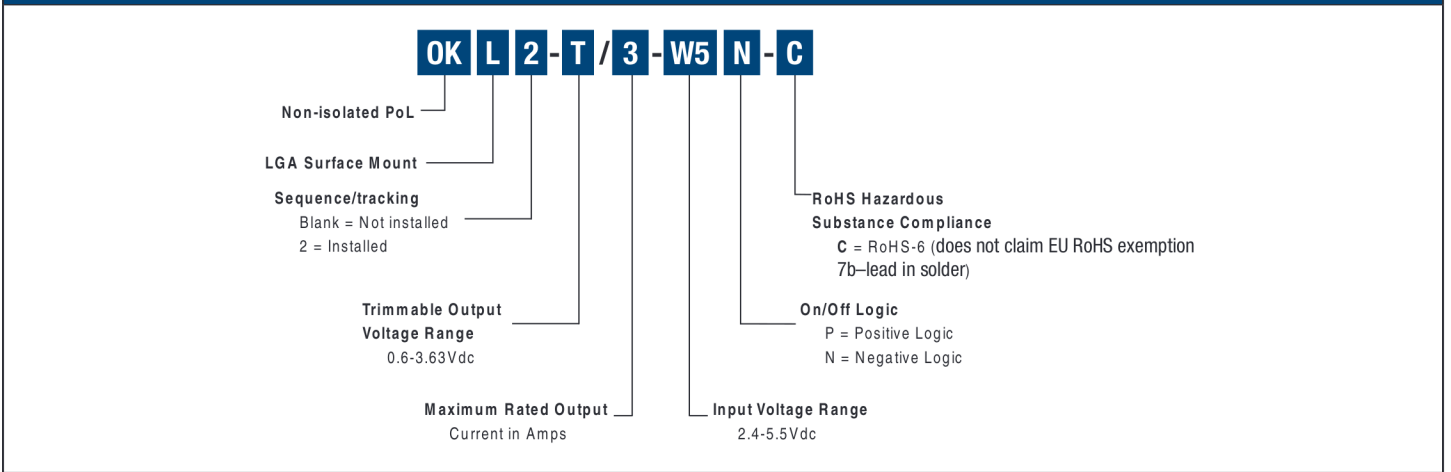 OK L 2 - T / 3 - W5 N - C
Non-isolated PoL
LGA Surface Mount
Sequence/tracking
Blank = Not installed
2 = Installed
RoHS Hazardous
Substance Compliance
C = RoHS-6 (does not claim EU RoHS exemption
7b–lead in solder)
Trimmable Output
Voltage Range
0.6-3.63Vdc
On/Off Logic
P = Positive Logic
N = Negative Logic
Maximum Rated Output
Current in Amps
Input Voltage Range
2.4-5.5Vdc